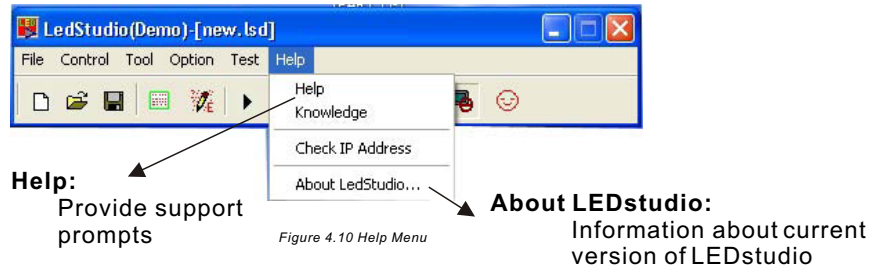 LedStudio(Demo)-[new.lsd]
File Control Tool Option Test Help
Help
Knowledge
Check IP Address
About LedStudio...
Help:
Provide support
prompts
Figure 4.10 Help Menu
About LEDstudio:
Information about current
version of LEDstudio